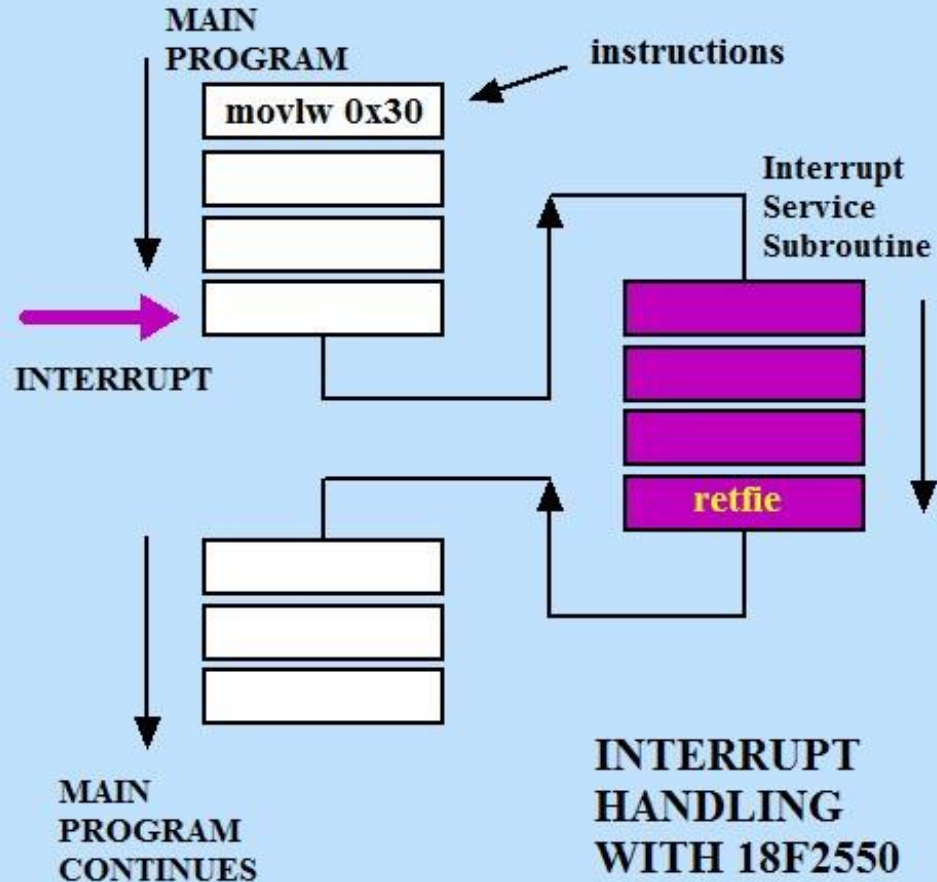 MAIN
PROGRAM
instructions
movlw 0x30
Interrupt
Service
Subroutine
INTERRUPT
retfie
MAIN
PROGRAM
CONTINUES
INTERRUPT
HANDLING
WITH 18F2550